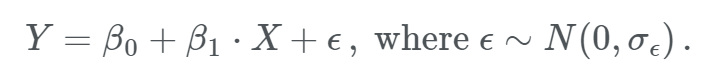 Y = β₀ + β₁ · X + ϵ , where ϵ ∼ N(0, σ_ϵ) .